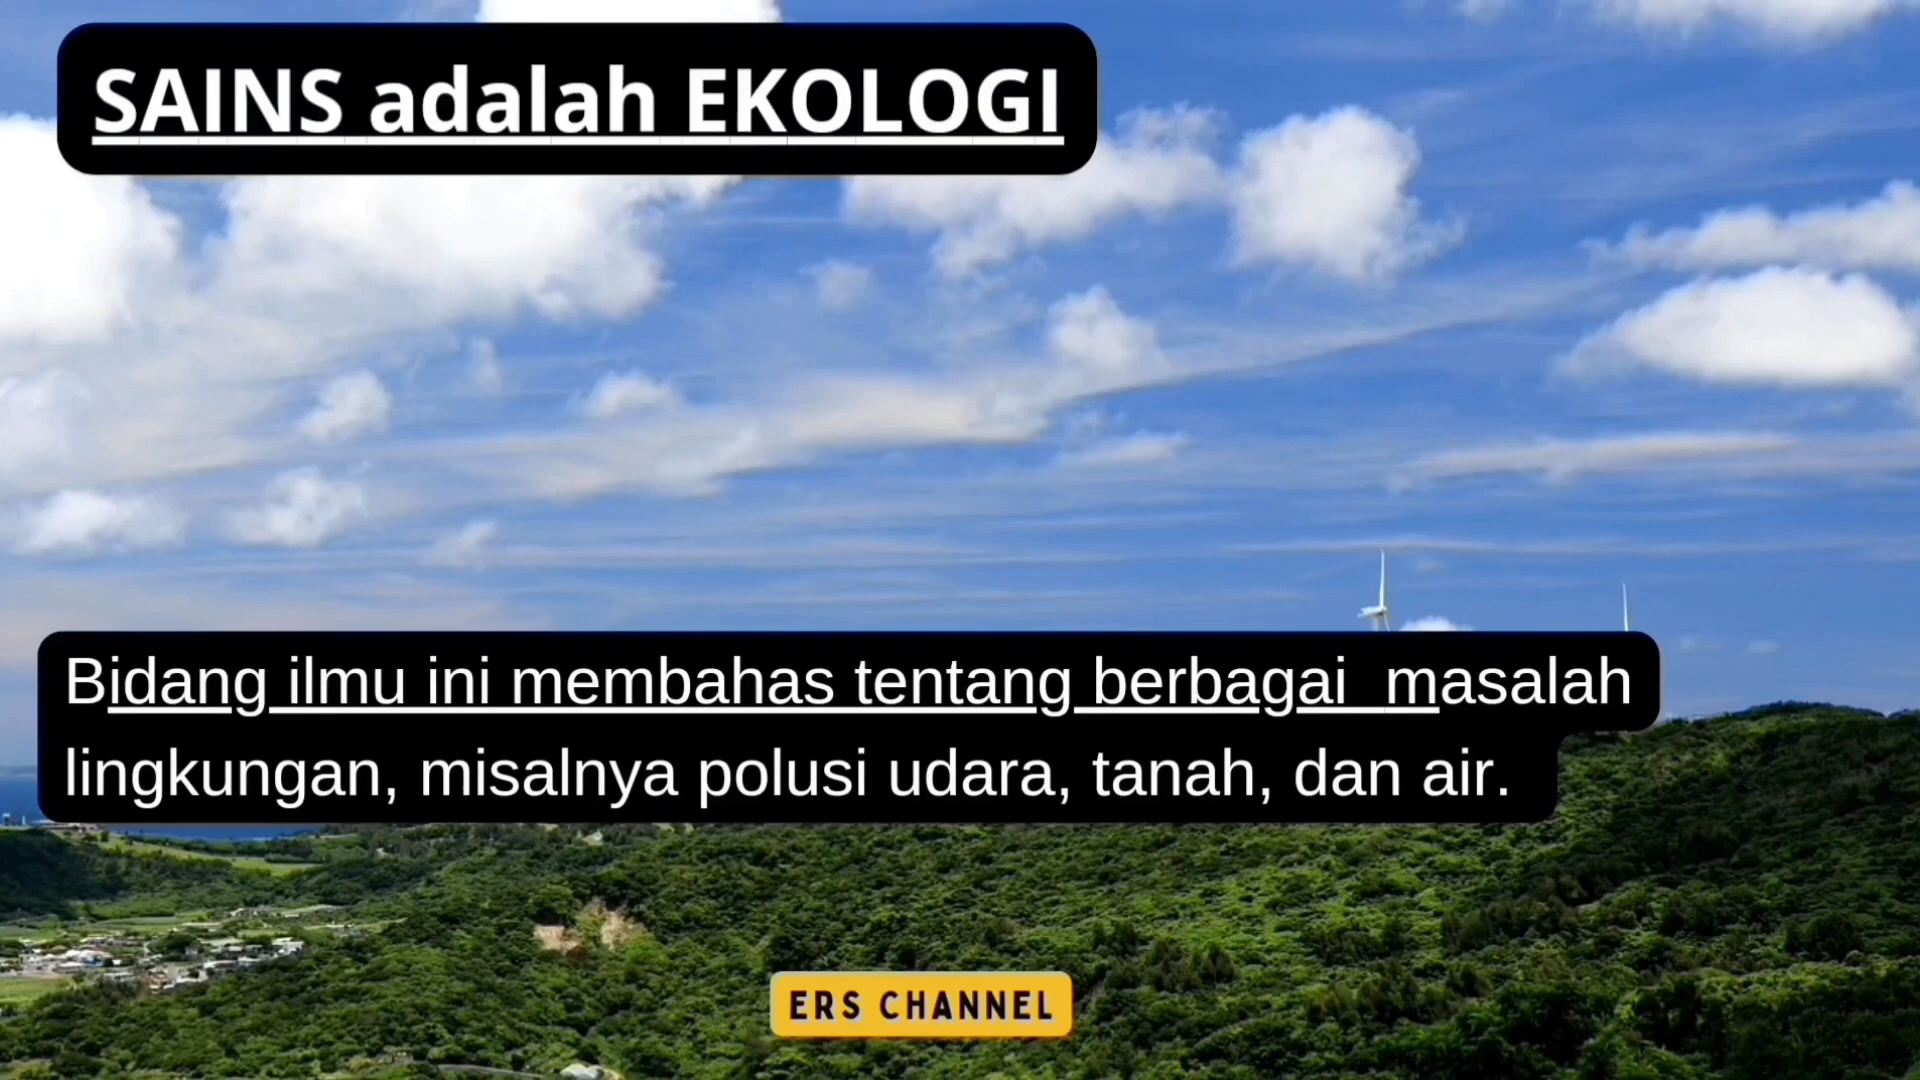 SAINS adalah EKOLOGI
Bidang ilmu ini membahas tentang berbagai  masalah
lingkungan, misalnya polusi udara, tanah, dan air.
ERS CHANNEL